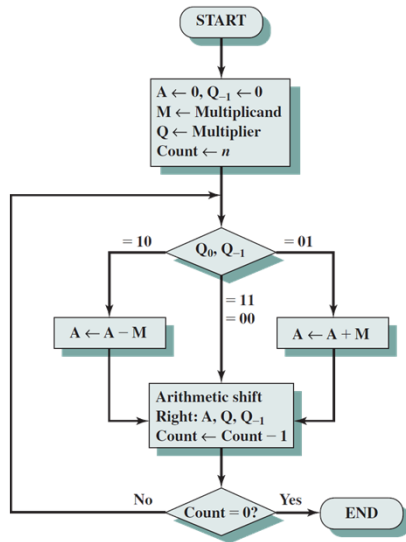 START
A ← 0, Q₋₁ ← 0
M ← Multiplicand
Q ← Multiplier
Count ← n
= 10
Q₀, Q₋₁
= 01
= 11
= 00
A ← A − M
A ← A + M
Arithmetic shift
Right: A, Q, Q₋₁
Count ← Count − 1
No
Count = 0?
Yes
END